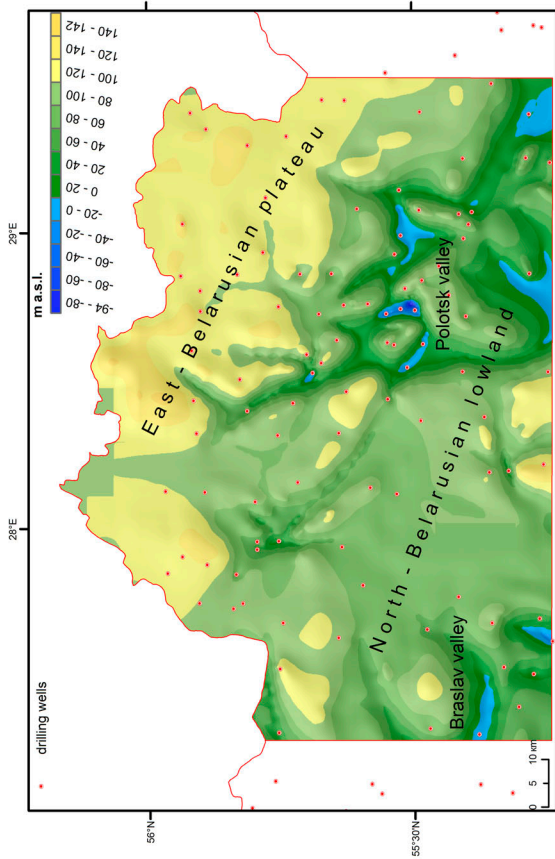 drilling wells
m a.s.l.
-94 - -80
-80 - -60
-60 - -40
-40 - -20
-20 - 0
0 - 20
20 - 40
40 - 60
60 - 80
80 - 100
100 - 120
120 - 140
140 - 142
28°E
29°E
56°N
55°30'N
East - Belarusian plateau
North - Belarusian lowland
Polotsk valley
Braslav valley
0 5 10 км